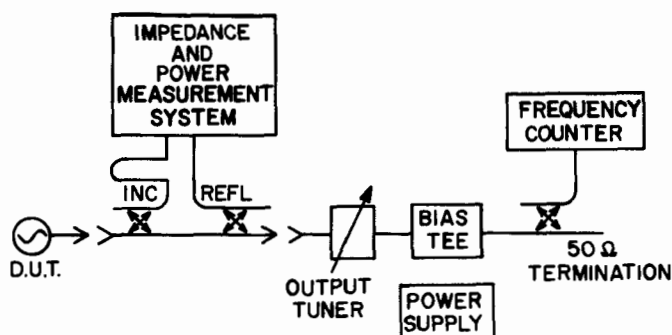 IMPEDANCE
AND
POWER
MEASUREMENT
SYSTEM
FREQUENCY
COUNTER
INC
REFL
D.U.T.
OUTPUT
TUNER
BIAS
TEE
50 Ω
TERMINATION
POWER
SUPPLY